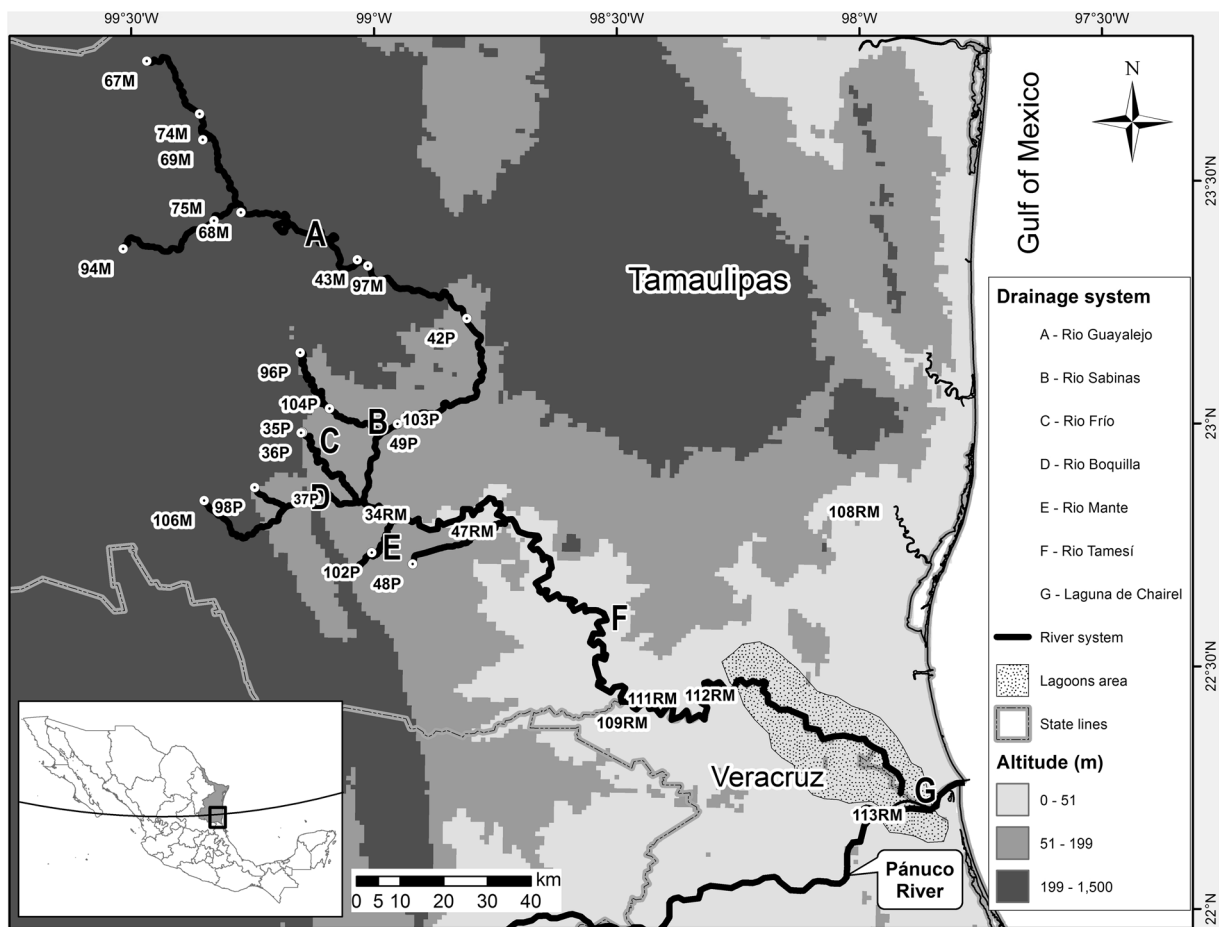 99°30'W
99°W
98°30'W
98°W
97°30'W
67M
74M
69M
N
Gulf of Mexico
23°30'N
75M
68M
A
94M
43M
97M
Tamaulipas
42P
96P
104P
B
103P
35P
C
49P
36P
23°N
37P
D
98P
106M
34RM
47RM
108RM
E
102P
48P
F
111RM
112RM
109RM
22°30'N
Veracruz
G
113RM
Pánuco
River
22°N
km
0 5 10 20 30 40
Drainage system
A - Rio Guayalejo
B - Rio Sabinas
C - Rio Frío
D - Rio Boquilla
E - Rio Mante
F - Rio Tamesí
G - Laguna de Chairel
River system
Lagoons area
State lines
Altitude (m)
0 - 51
51 - 199
199 - 1,500